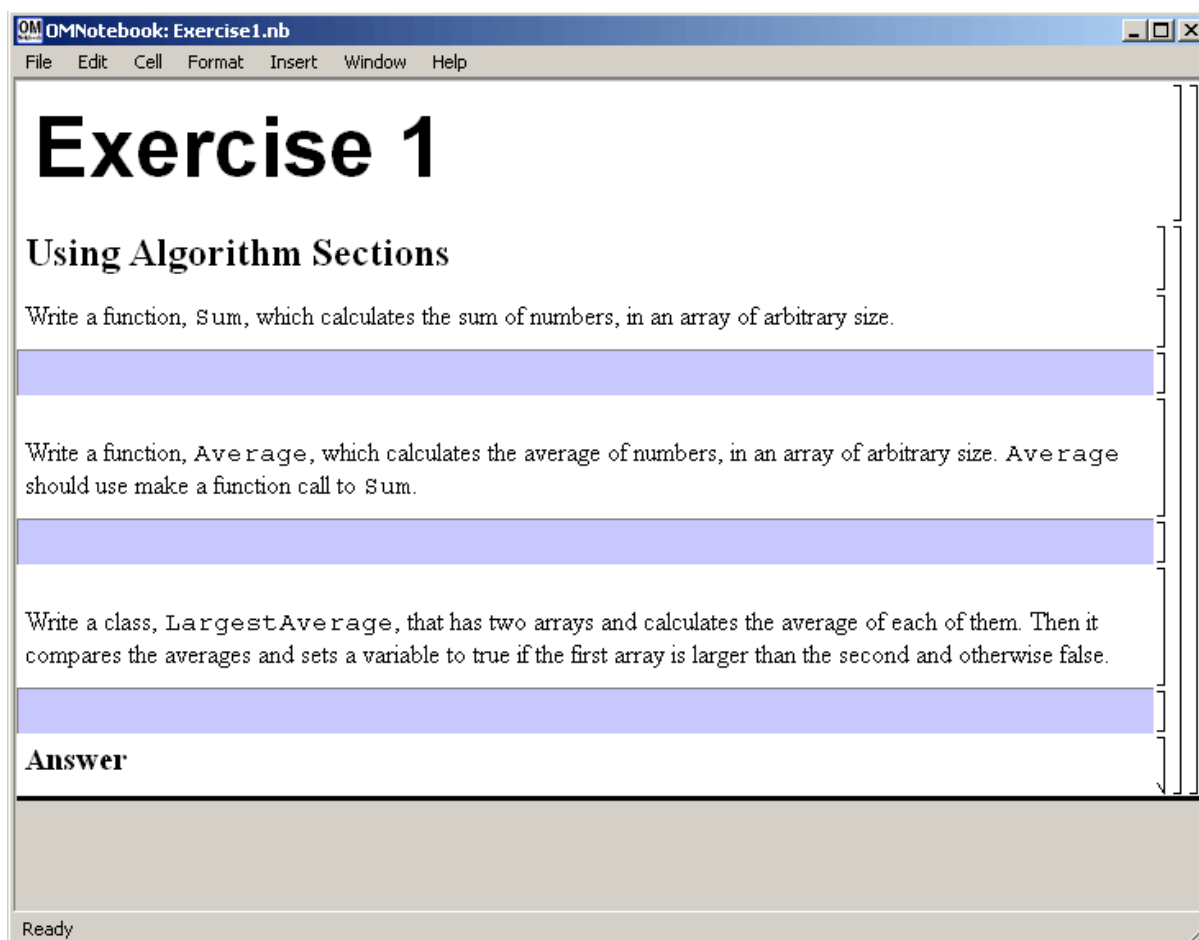 OM OMNotebook: Exercise1.nb
File Edit Cell Format Insert Window Help
Exercise 1
Using Algorithm Sections
Write a function, Sum, which calculates the sum of numbers, in an array of arbitrary size.
Write a function, Average, which calculates the average of numbers, in an array of arbitrary size. Average
should use make a function call to Sum.
Write a class, LargestAverage, that has two arrays and calculates the average of each of them. Then it
compares the averages and sets a variable to true if the first array is larger than the second and otherwise false.
Answer
Ready